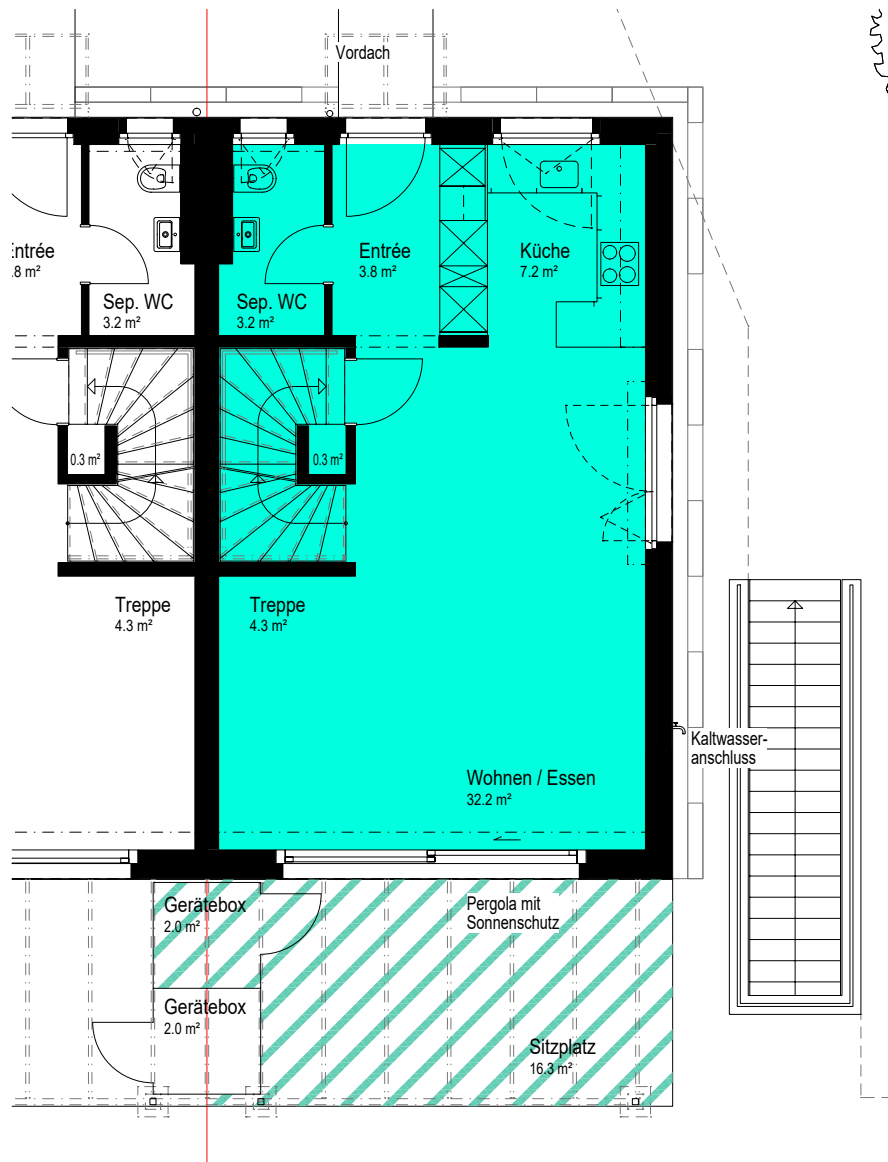 Vordach
Entrée
.8 m²
Sep. WC
3.2 m²
Sep. WC
3.2 m²
Entrée
3.8 m²
Küche
7.2 m²
0.3 m²
0.3 m²
Treppe
4.3 m²
Treppe
4.3 m²
Kaltwasser-
anschluss
Wohnen / Essen
32.2 m²
Gerätebox
2.0 m²
Pergola mit
Sonnenschutz
Gerätebox
2.0 m²
Sitzplatz
16.3 m²